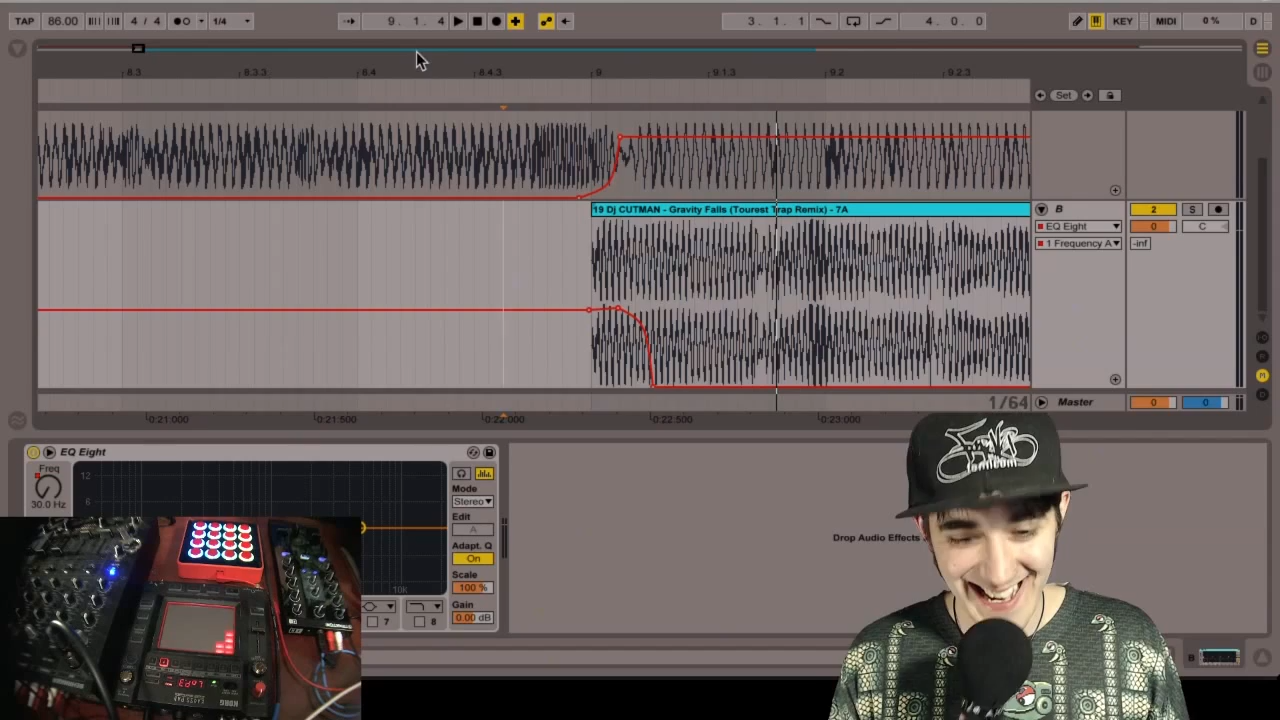 TAP 86.00 4 / 4 1/4 9. 1. 4 3. 1. 1 4. 0. 0 KEY MIDI 0 % D
8.3 8.3.3 8.4 8.4.3 9 9.1.3 9.2 9.2.3
Set
19 Dj CUTMAN - Gravity Falls (Tourest Trap Remix) - 7A
B 2 S
EQ Eight 0 C
1 Frequency A -inf
1/64 Master 0 0
0:21:000 0:21:500 0:22:000 0:22:500 0:23:000
EQ Eight
Freq
30.0 Hz
12
6
10K
Mode
Stereo
Edit
A
Adapt. Q
On
Scale
100 %
Gain
0.00 dB
7 8
Drop Audio Effects
B
KORG